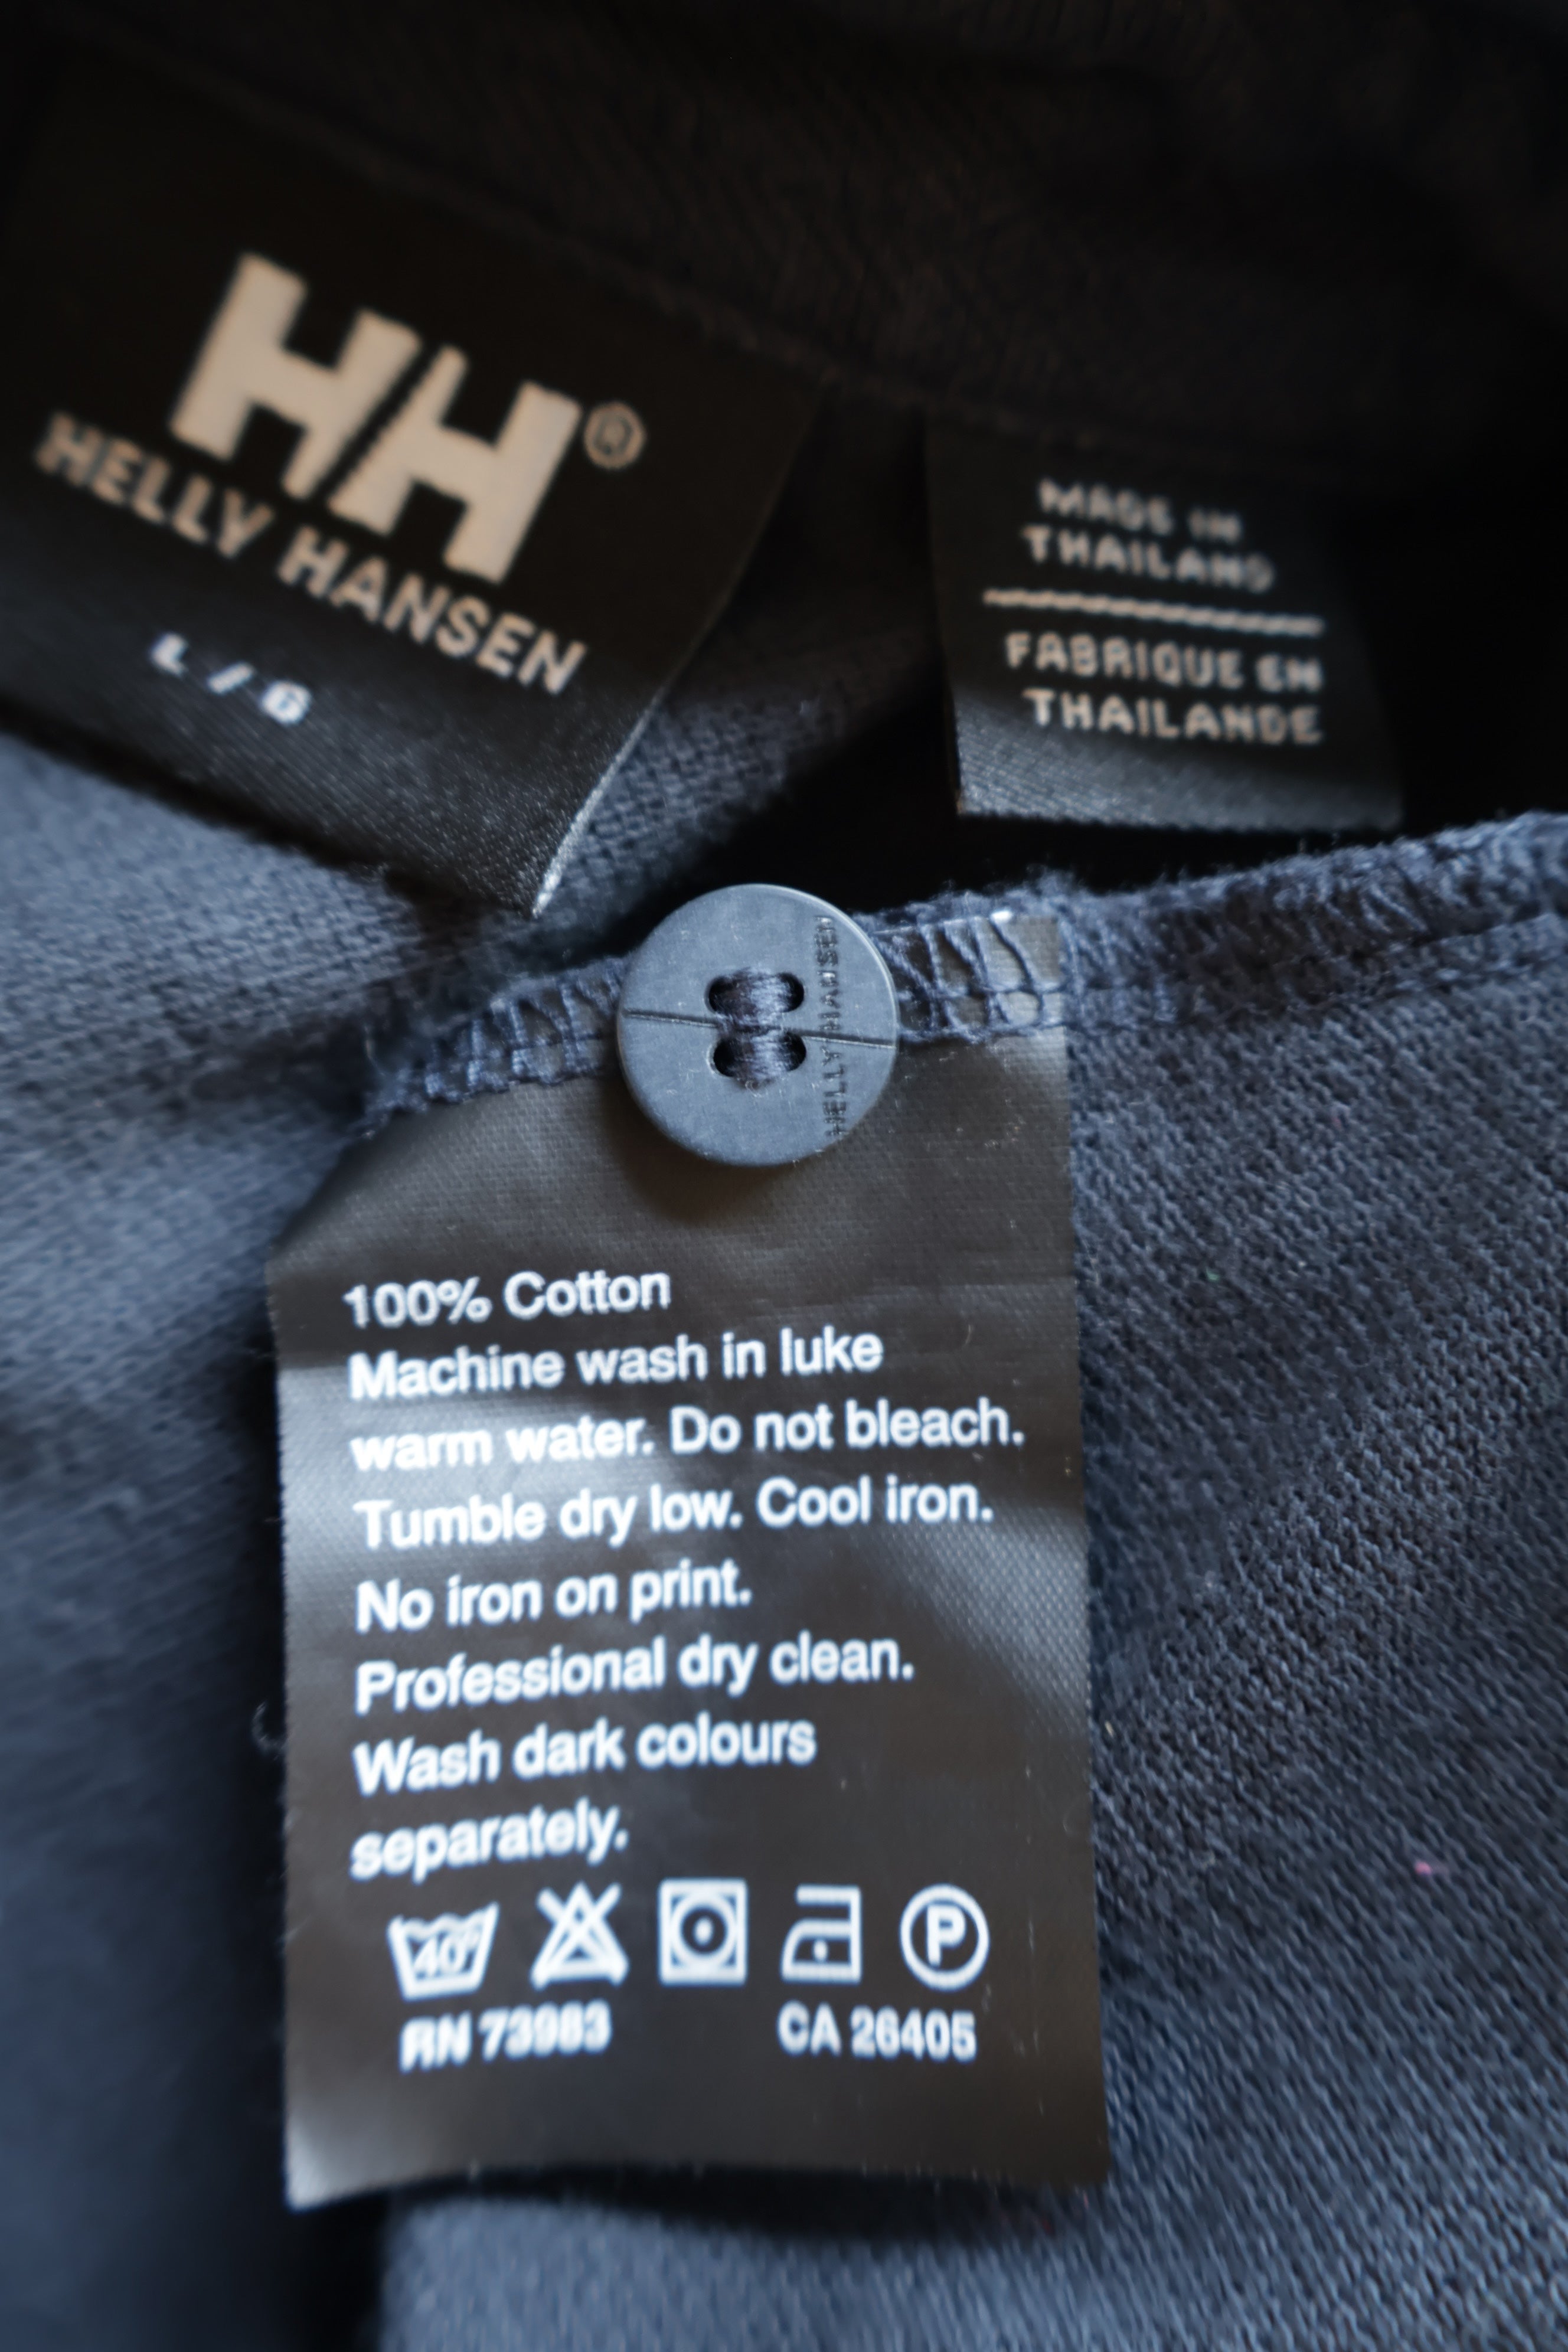 HH®
HELLY HANSEN
L / G
MADE IN
THAILAND
FABRIQUE EN
THAILANDE
HELLY HANSEN
100% Cotton
Machine wash in luke
warm water. Do not bleach.
Tumble dry low. Cool iron.
No iron on print.
Professional dry clean.
Wash dark colours
separately.
40° P
RN 73983 CA 26405